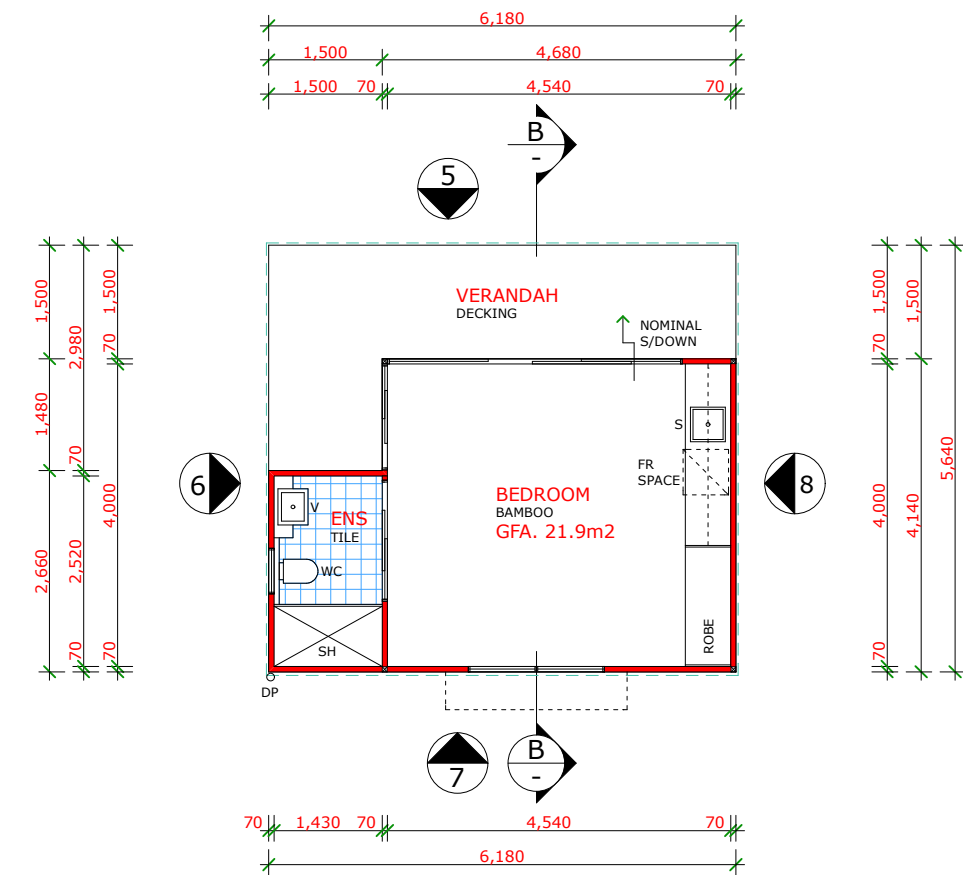 6,180
1,500 4,680
1,500 70 4,540 70
B
-
5
1,500
2,980
1,500
70
1,480
70
4,000
2,660
2,520
70
70
VERANDAH
DECKING
NOMINAL
S/DOWN
S
FR
SPACE
BEDROOM
BAMBOO
GFA. 21.9m2
V
ENS
TILE
WC
SH
ROBE
DP
6
8
1,500
1,500
70
5,640
4,000
4,140
70
7
B
-
70 1,430 70 4,540 70
6,180